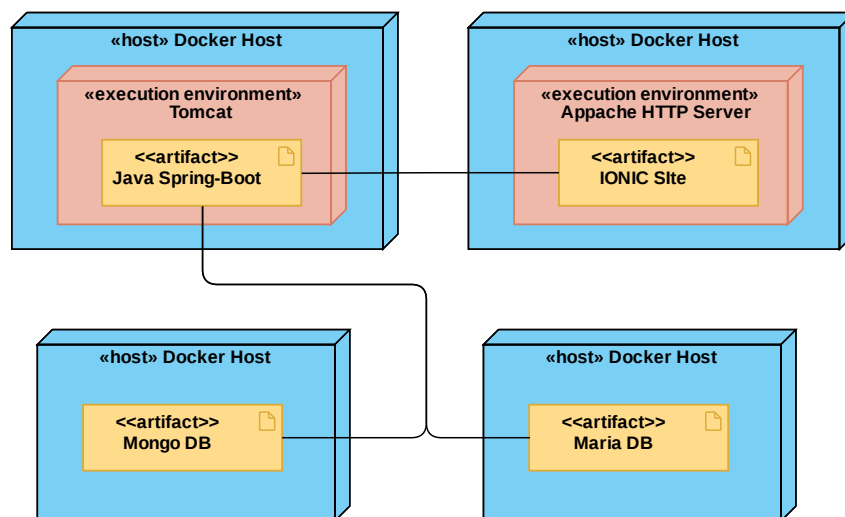 «host» Docker Host
«execution environment»
Tomcat
<<artifact>>
Java Spring-Boot
«host» Docker Host
«execution environment»
Appache HTTP Server
<<artifact>>
IONIC SIte
«host» Docker Host
<<artifact>>
Mongo DB
«host» Docker Host
<<artifact>>
Maria DB